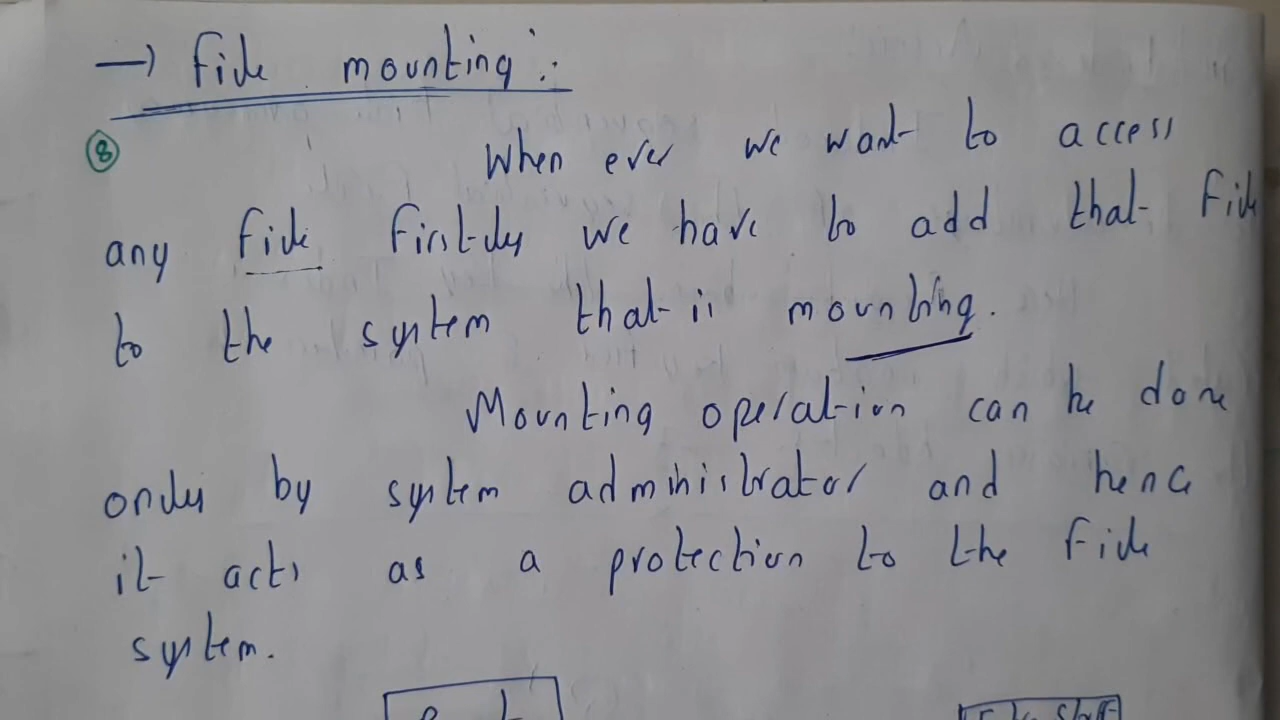 → File mounting :.
⑧ When ever we want to access
any file firstly we have to add that file
to the system that is mounting.
Mounting operation can be done
only by system administrator and hence
it acts as a protection to the file
system.